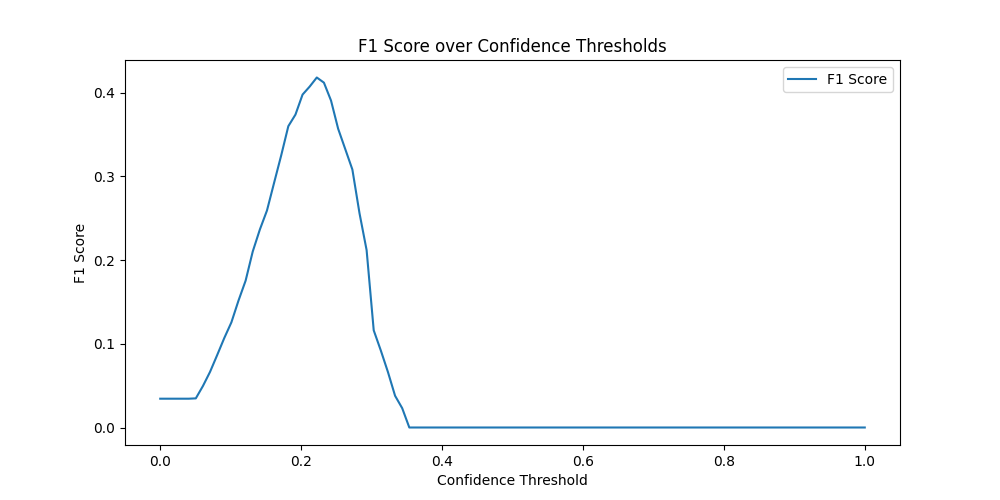 F1 Score over Confidence Thresholds
F1 Score
0.4
0.3
0.2
0.1
0.0
F1 Score
0.0 0.2 0.4 0.6 0.8 1.0
Confidence Threshold